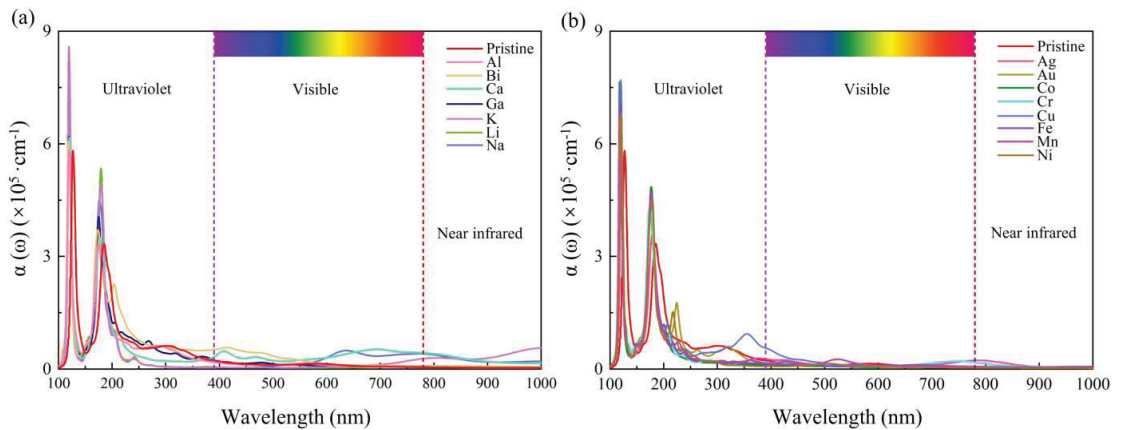 (a)
9
6
3
0
α (ω) (×10⁵ ·cm⁻¹)
Ultraviolet
Visible
Near infrared
Pristine
Al
Bi
Ca
Ga
K
Li
Na
100 200 300 400 500 600 700 800 900 1000
Wavelength (nm)
(b)
9
6
3
0
α (ω) (×10⁵ ·cm⁻¹)
Ultraviolet
Visible
Near infrared
Pristine
Ag
Au
Co
Cr
Cu
Fe
Mn
Ni
100 200 300 400 500 600 700 800 900 1000
Wavelength (nm)